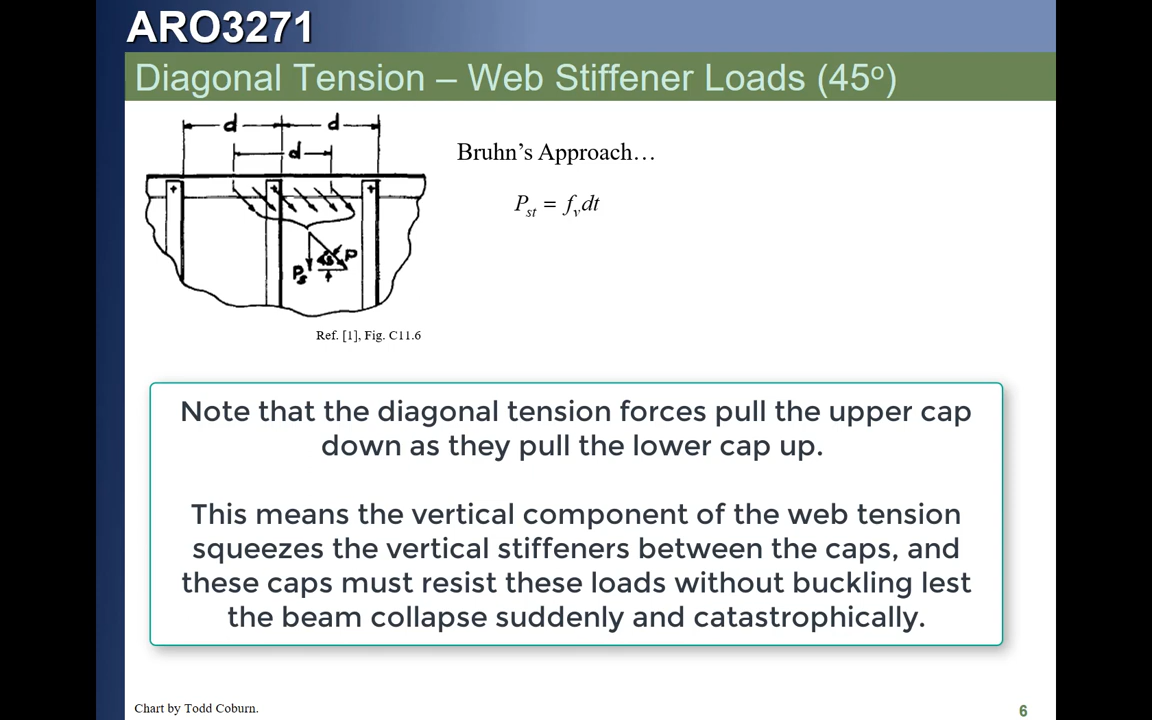 ARO3271
Diagonal Tension – Web Stiffener Loads (45º)
d
d
d
Bruhn's Approach…
Pst = fvdt
45
P
Ps
Ref. [1], Fig. C11.6
Note that the diagonal tension forces pull the upper cap
down as they pull the lower cap up.
This means the vertical component of the web tension
squeezes the vertical stiffeners between the caps, and
these caps must resist these loads without buckling lest
the beam collapse suddenly and catastrophically.
Chart by Todd Coburn.
6